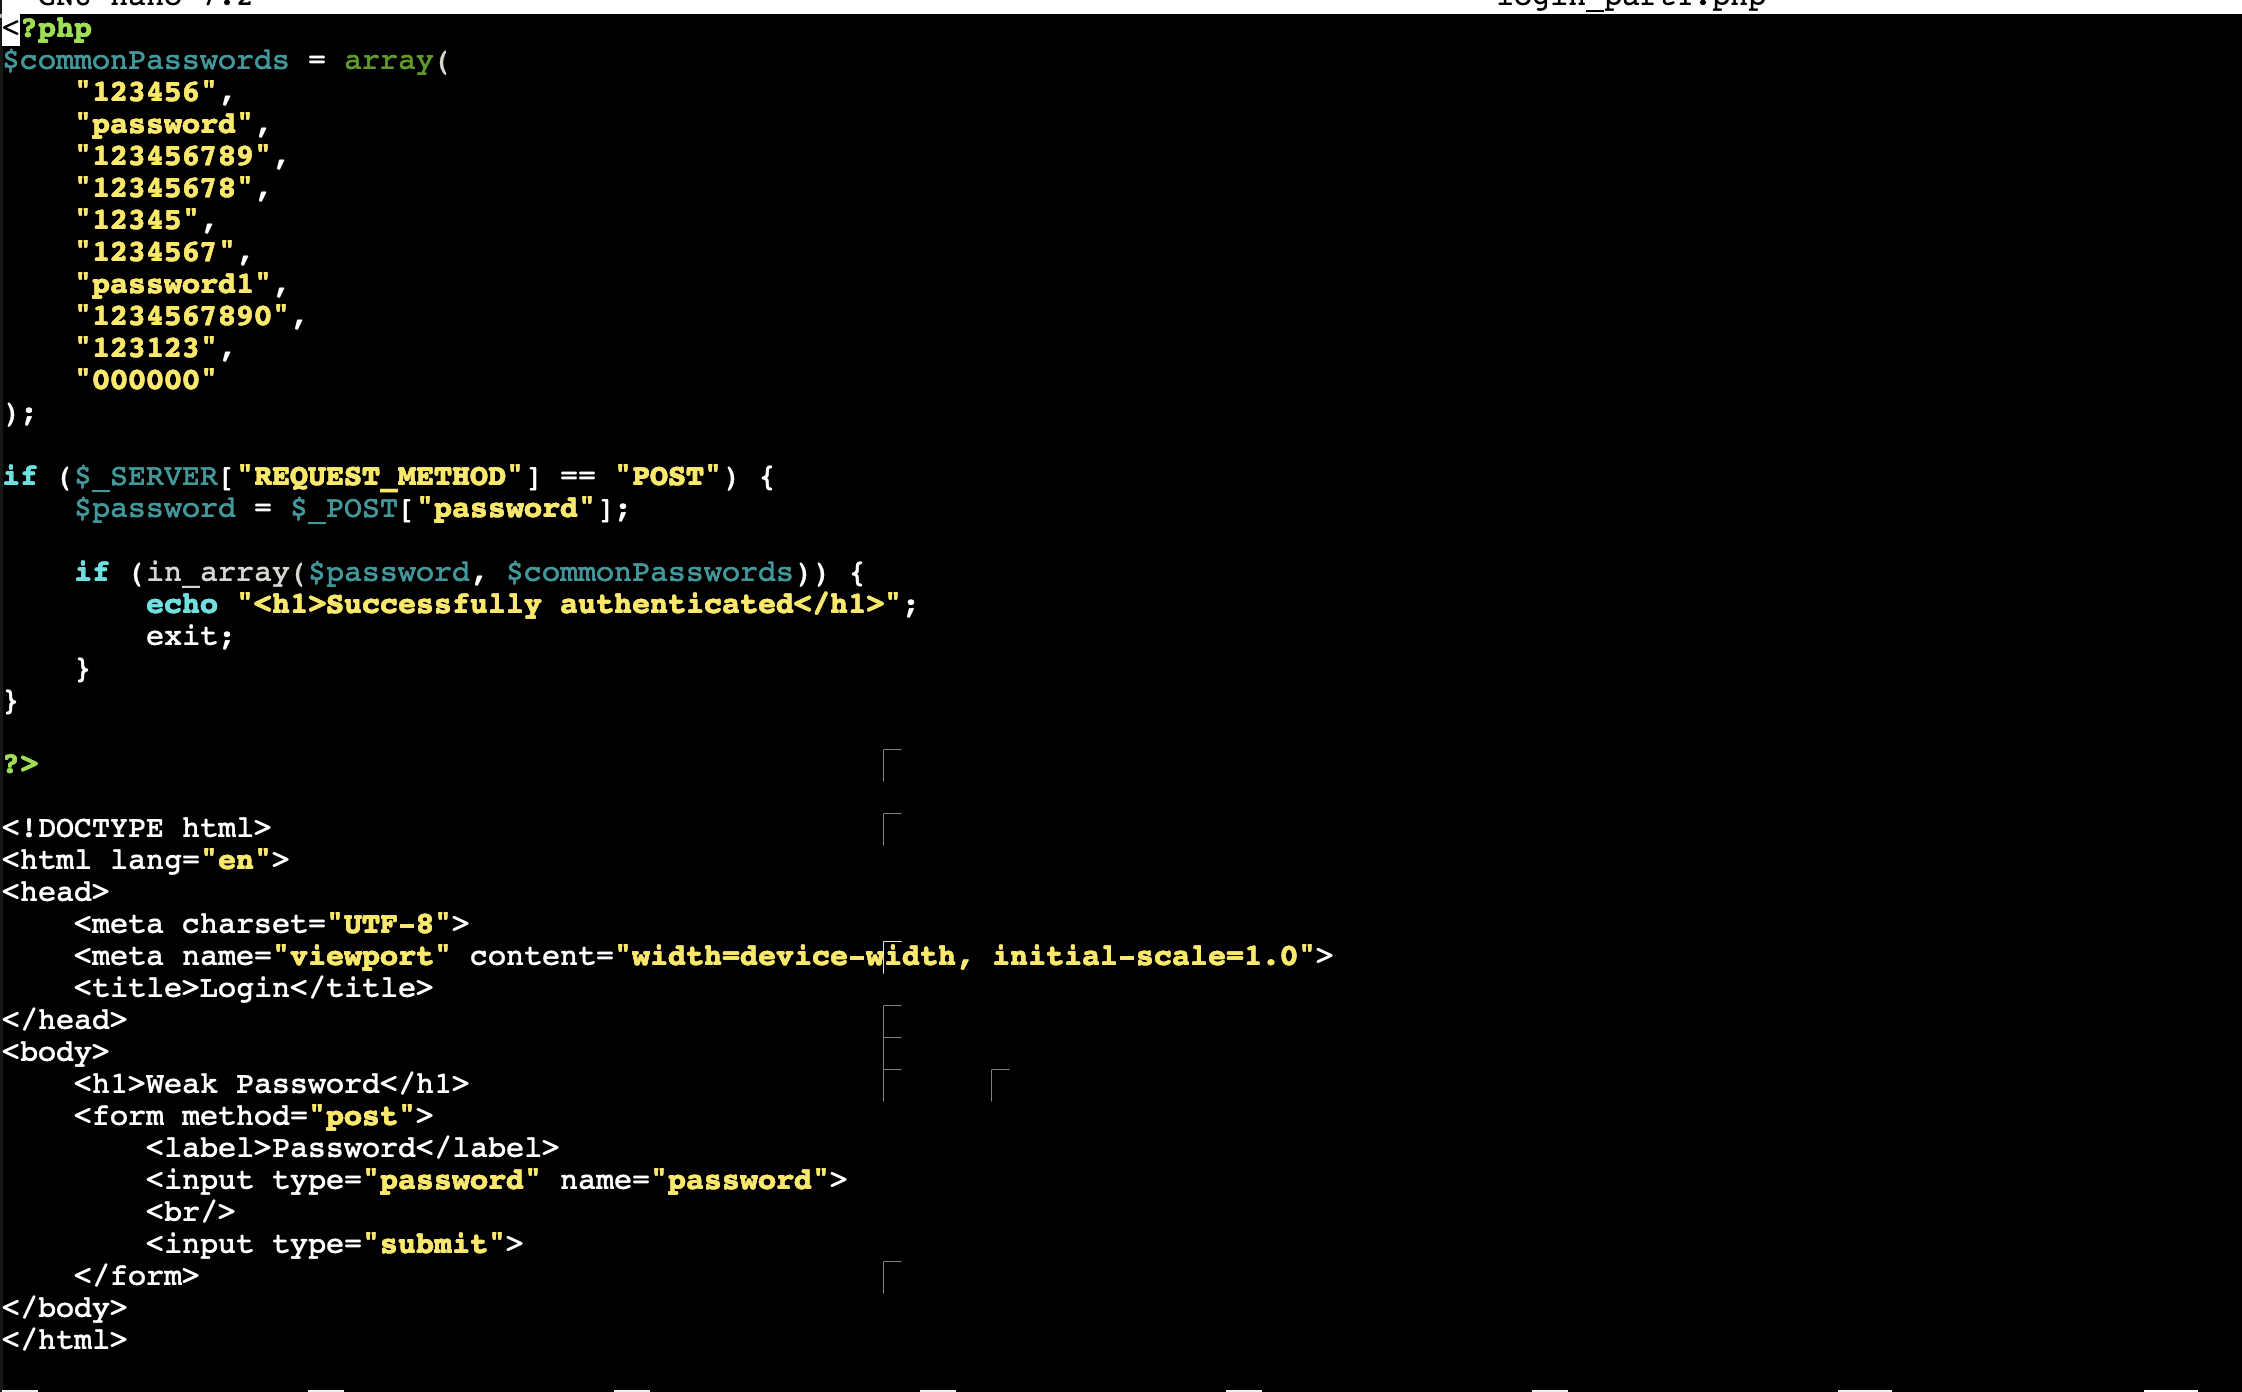 GNU nano 7.2 login_part1.php
<?php
$commonPasswords = array(
    "123456",
    "password",
    "123456789",
    "12345678",
    "12345",
    "1234567",
    "password1",
    "1234567890",
    "123123",
    "000000"
);

if ($_SERVER["REQUEST_METHOD"] == "POST") {
    $password = $_POST["password"];

    if (in_array($password, $commonPasswords)) {
        echo "<h1>Successfully authenticated</h1>";
        exit;
    }
}

?>

<!DOCTYPE html>
<html lang="en">
<head>
    <meta charset="UTF-8">
    <meta name="viewport" content="width=device-width, initial-scale=1.0">
    <title>Login</title>
</head>
<body>
    <h1>Weak Password</h1>
    <form method="post">
        <label>Password</label>
        <input type="password" name="password">
        <br/>
        <input type="submit">
    </form>
</body>
</html>